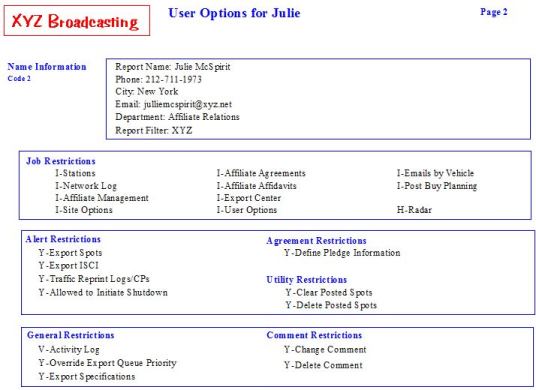 XYZ Broadcasting
User Options for Julie
Page 2
Name Information
Code 2
Report Name: Julie McSpirit
Phone: 212-711-1973
City: New York
Email: julliemcspirit@xyz.net
Department: Affiliate Relations
Report Filter: XYZ
Job Restrictions
I-Stations I-Affiliate Agreements I-Emails by Vehicle
I-Network Log I-Affiliate Affidavits I-Post Buy Planning
I-Affiliate Management I-Export Center
I-Site Options I-User Options H-Radar
Alert Restrictions
Y-Export Spots
Y-Export ISCI
Y-Traffic Reprint Logs/CPs
Y-Allowed to Initiate Shutdown
Agreement Restrictions
Y-Define Pledge Information
Utility Restrictions
Y-Clear Posted Spots
Y-Delete Posted Spots
General Restrictions
V-Activity Log
Y-Override Export Queue Priority
Y-Export Specifications
Comment Restrictions
Y-Change Comment
Y-Delete Comment